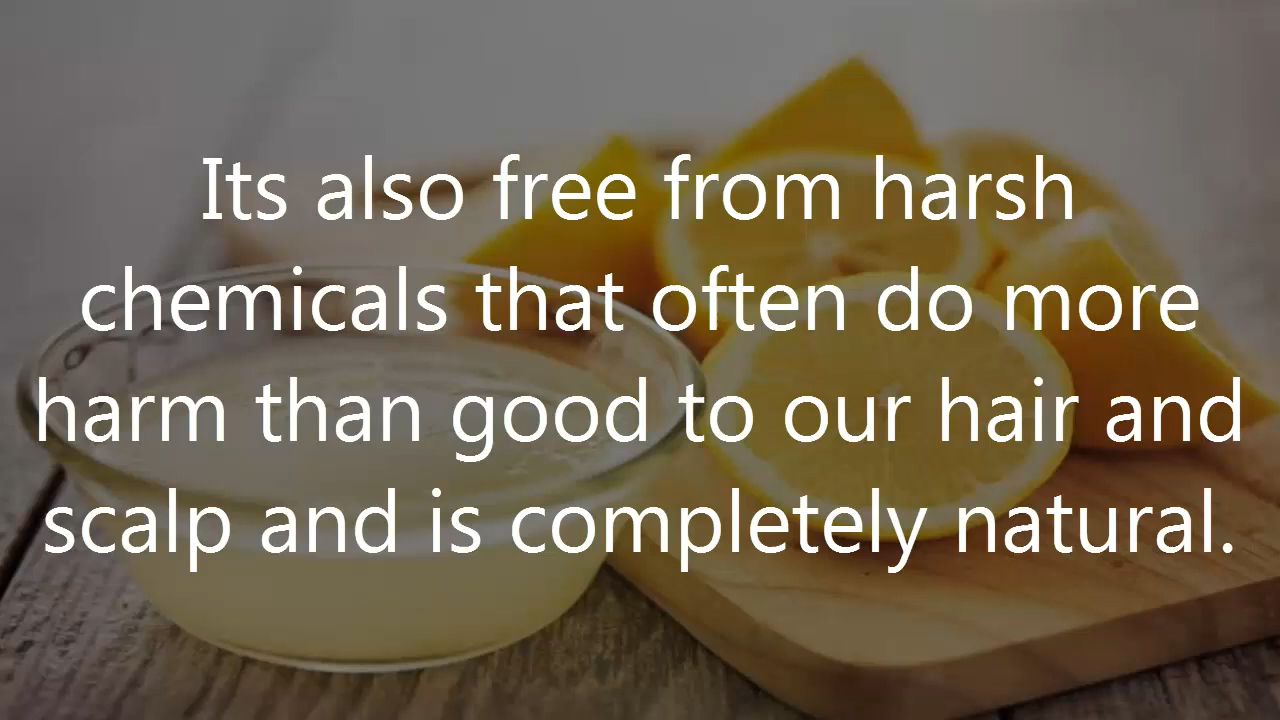 Its also free from harsh
chemicals that often do more
harm than good to our hair and
scalp and is completely natural.